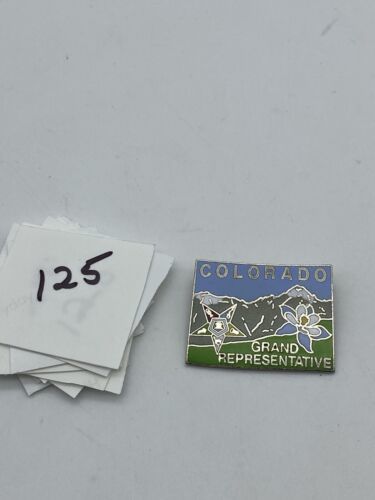 125
COLORADO
GRAND
REPRESENTATIVE